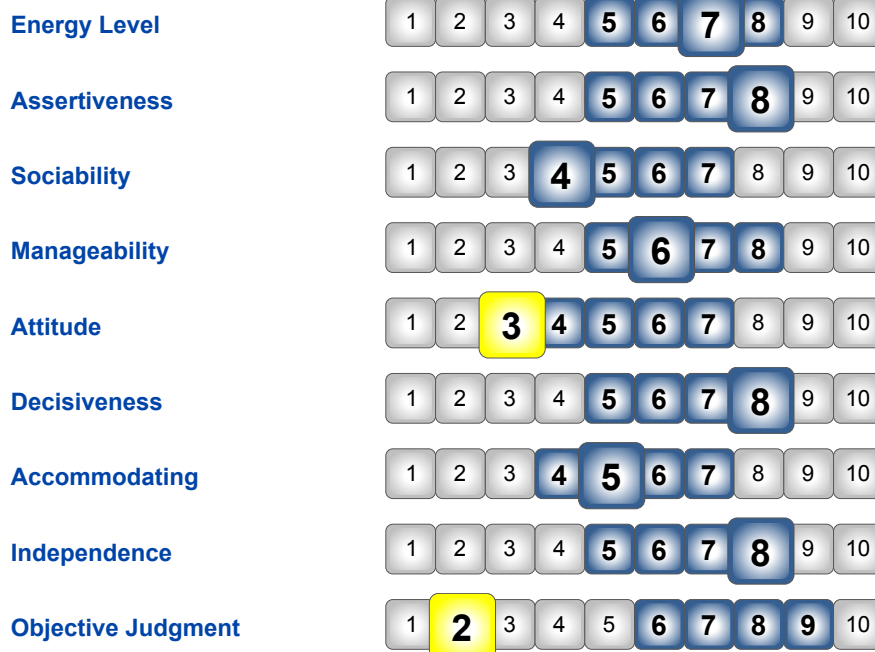 Energy Level 1 2 3 4 5 6 7 8 9 10
Assertiveness 1 2 3 4 5 6 7 8 9 10
Sociability 1 2 3 4 5 6 7 8 9 10
Manageability 1 2 3 4 5 6 7 8 9 10
Attitude 1 2 3 4 5 6 7 8 9 10
Decisiveness 1 2 3 4 5 6 7 8 9 10
Accommodating 1 2 3 4 5 6 7 8 9 10
Independence 1 2 3 4 5 6 7 8 9 10
Objective Judgment 1 2 3 4 5 6 7 8 9 10